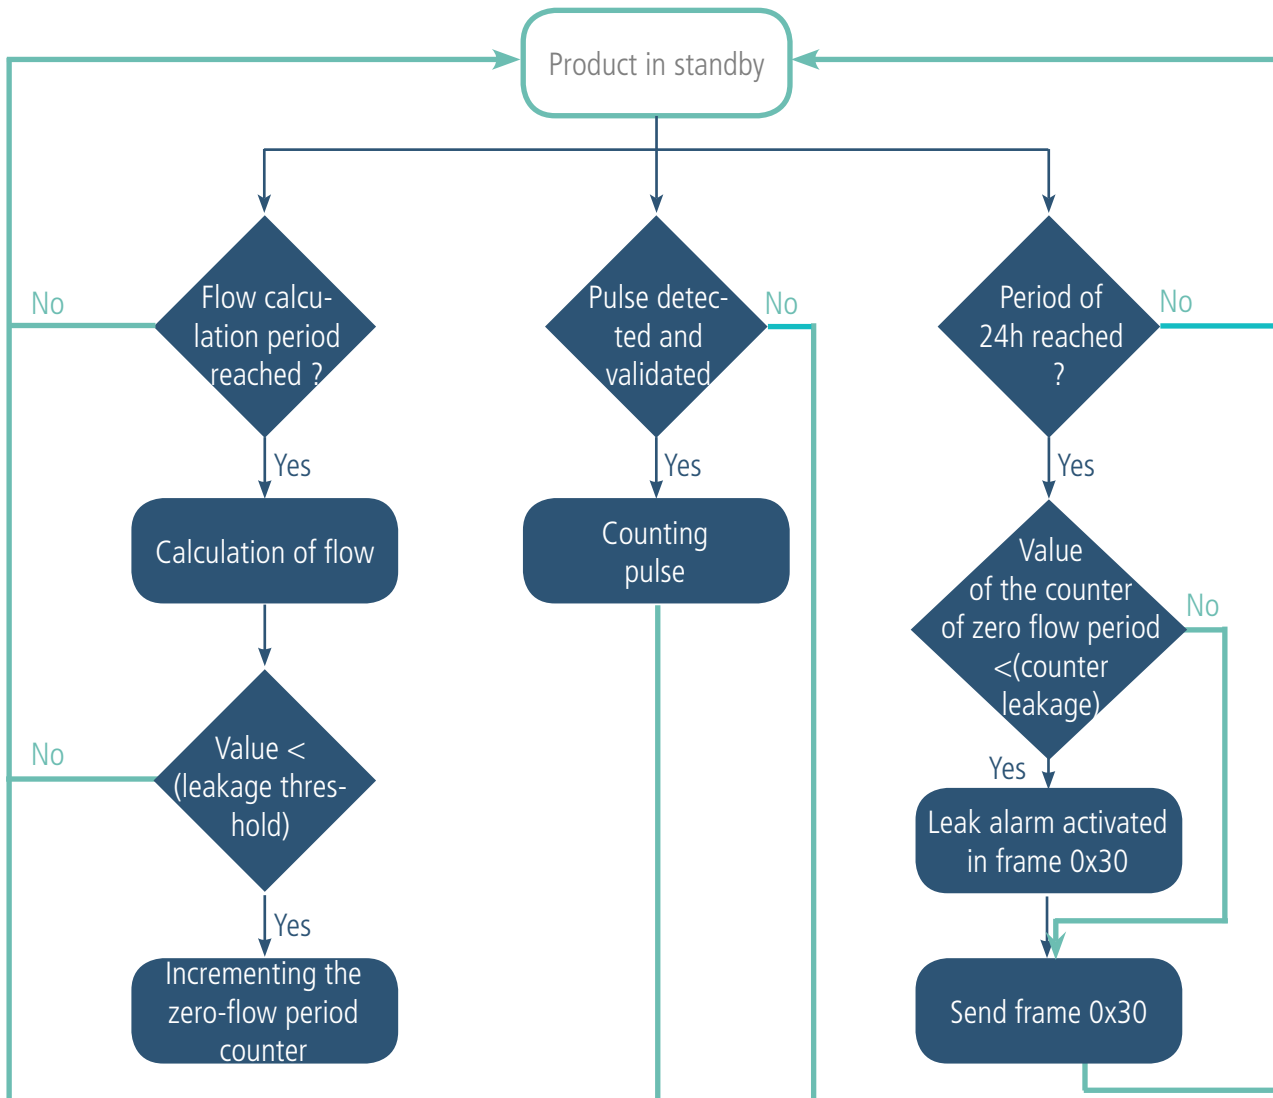 Product in standby
No
Flow calcu-
lation period
reached ?
Yes
Calculation of flow
No
Value <
(leakage thres-
hold)
Yes
Incrementing the
zero-flow period
counter
Pulse detec-
ted and
validated
No
Yes
Counting
pulse
Period of
24h reached
?
No
Yes
Value
of the counter
of zero flow period
<(counter
leakage)
No
Yes
Leak alarm activated
in frame 0x30
Send frame 0x30